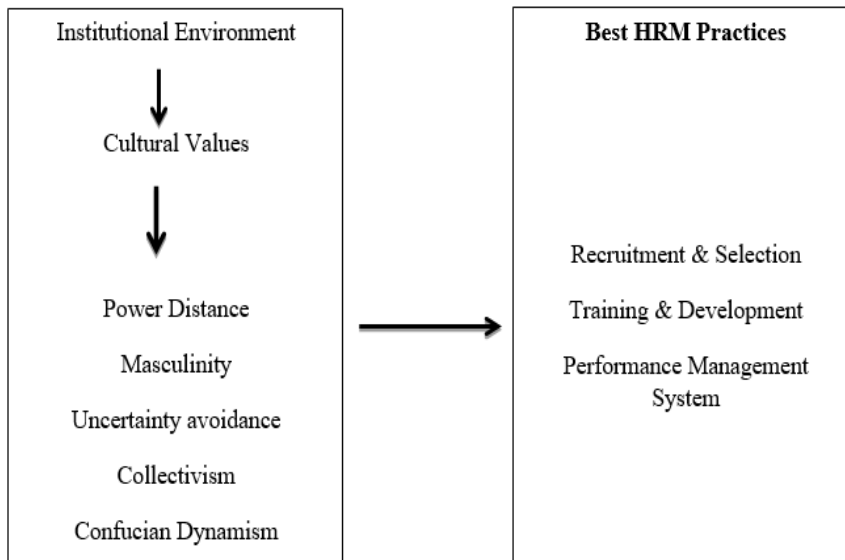 Institutional Environment
Cultural Values
Power Distance
Masculinity
Uncertainty avoidance
Collectivism
Confucian Dynamism
Best HRM Practices
Recruitment & Selection
Training & Development
Performance Management
System